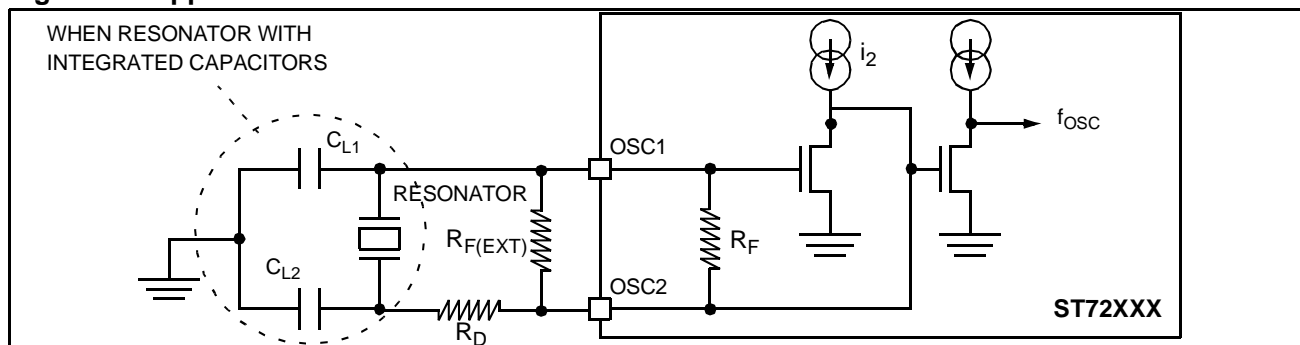 WHEN RESONATOR WITH
INTEGRATED CAPACITORS
i2
fOSC
CL1
OSC1
RESONATOR
RF(EXT)
RF
CL2
OSC2
RD
ST72XXX